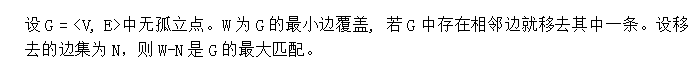 设G = <V, E>中无孤立点。W为G的最小边覆盖, 若G中存在相邻边就移去其中一条。设移
去的边集为N，则W-N是G的最大匹配。